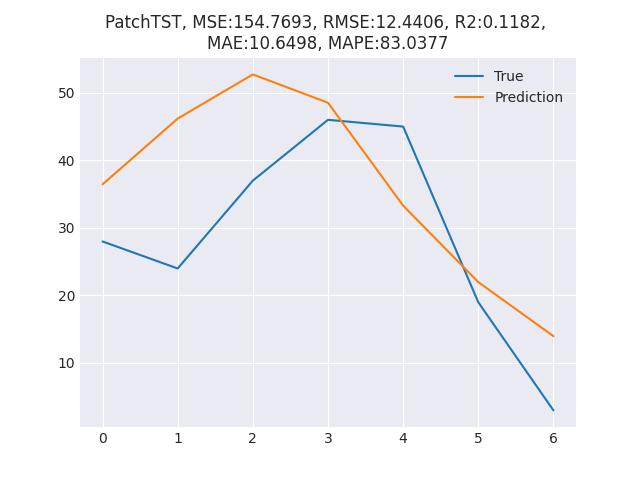 PatchTST, MSE:154.7693, RMSE:12.4406, R2:0.1182,
MAE:10.6498, MAPE:83.0377
True
Prediction
50
40
30
20
10
0 1 2 3 4 5 6